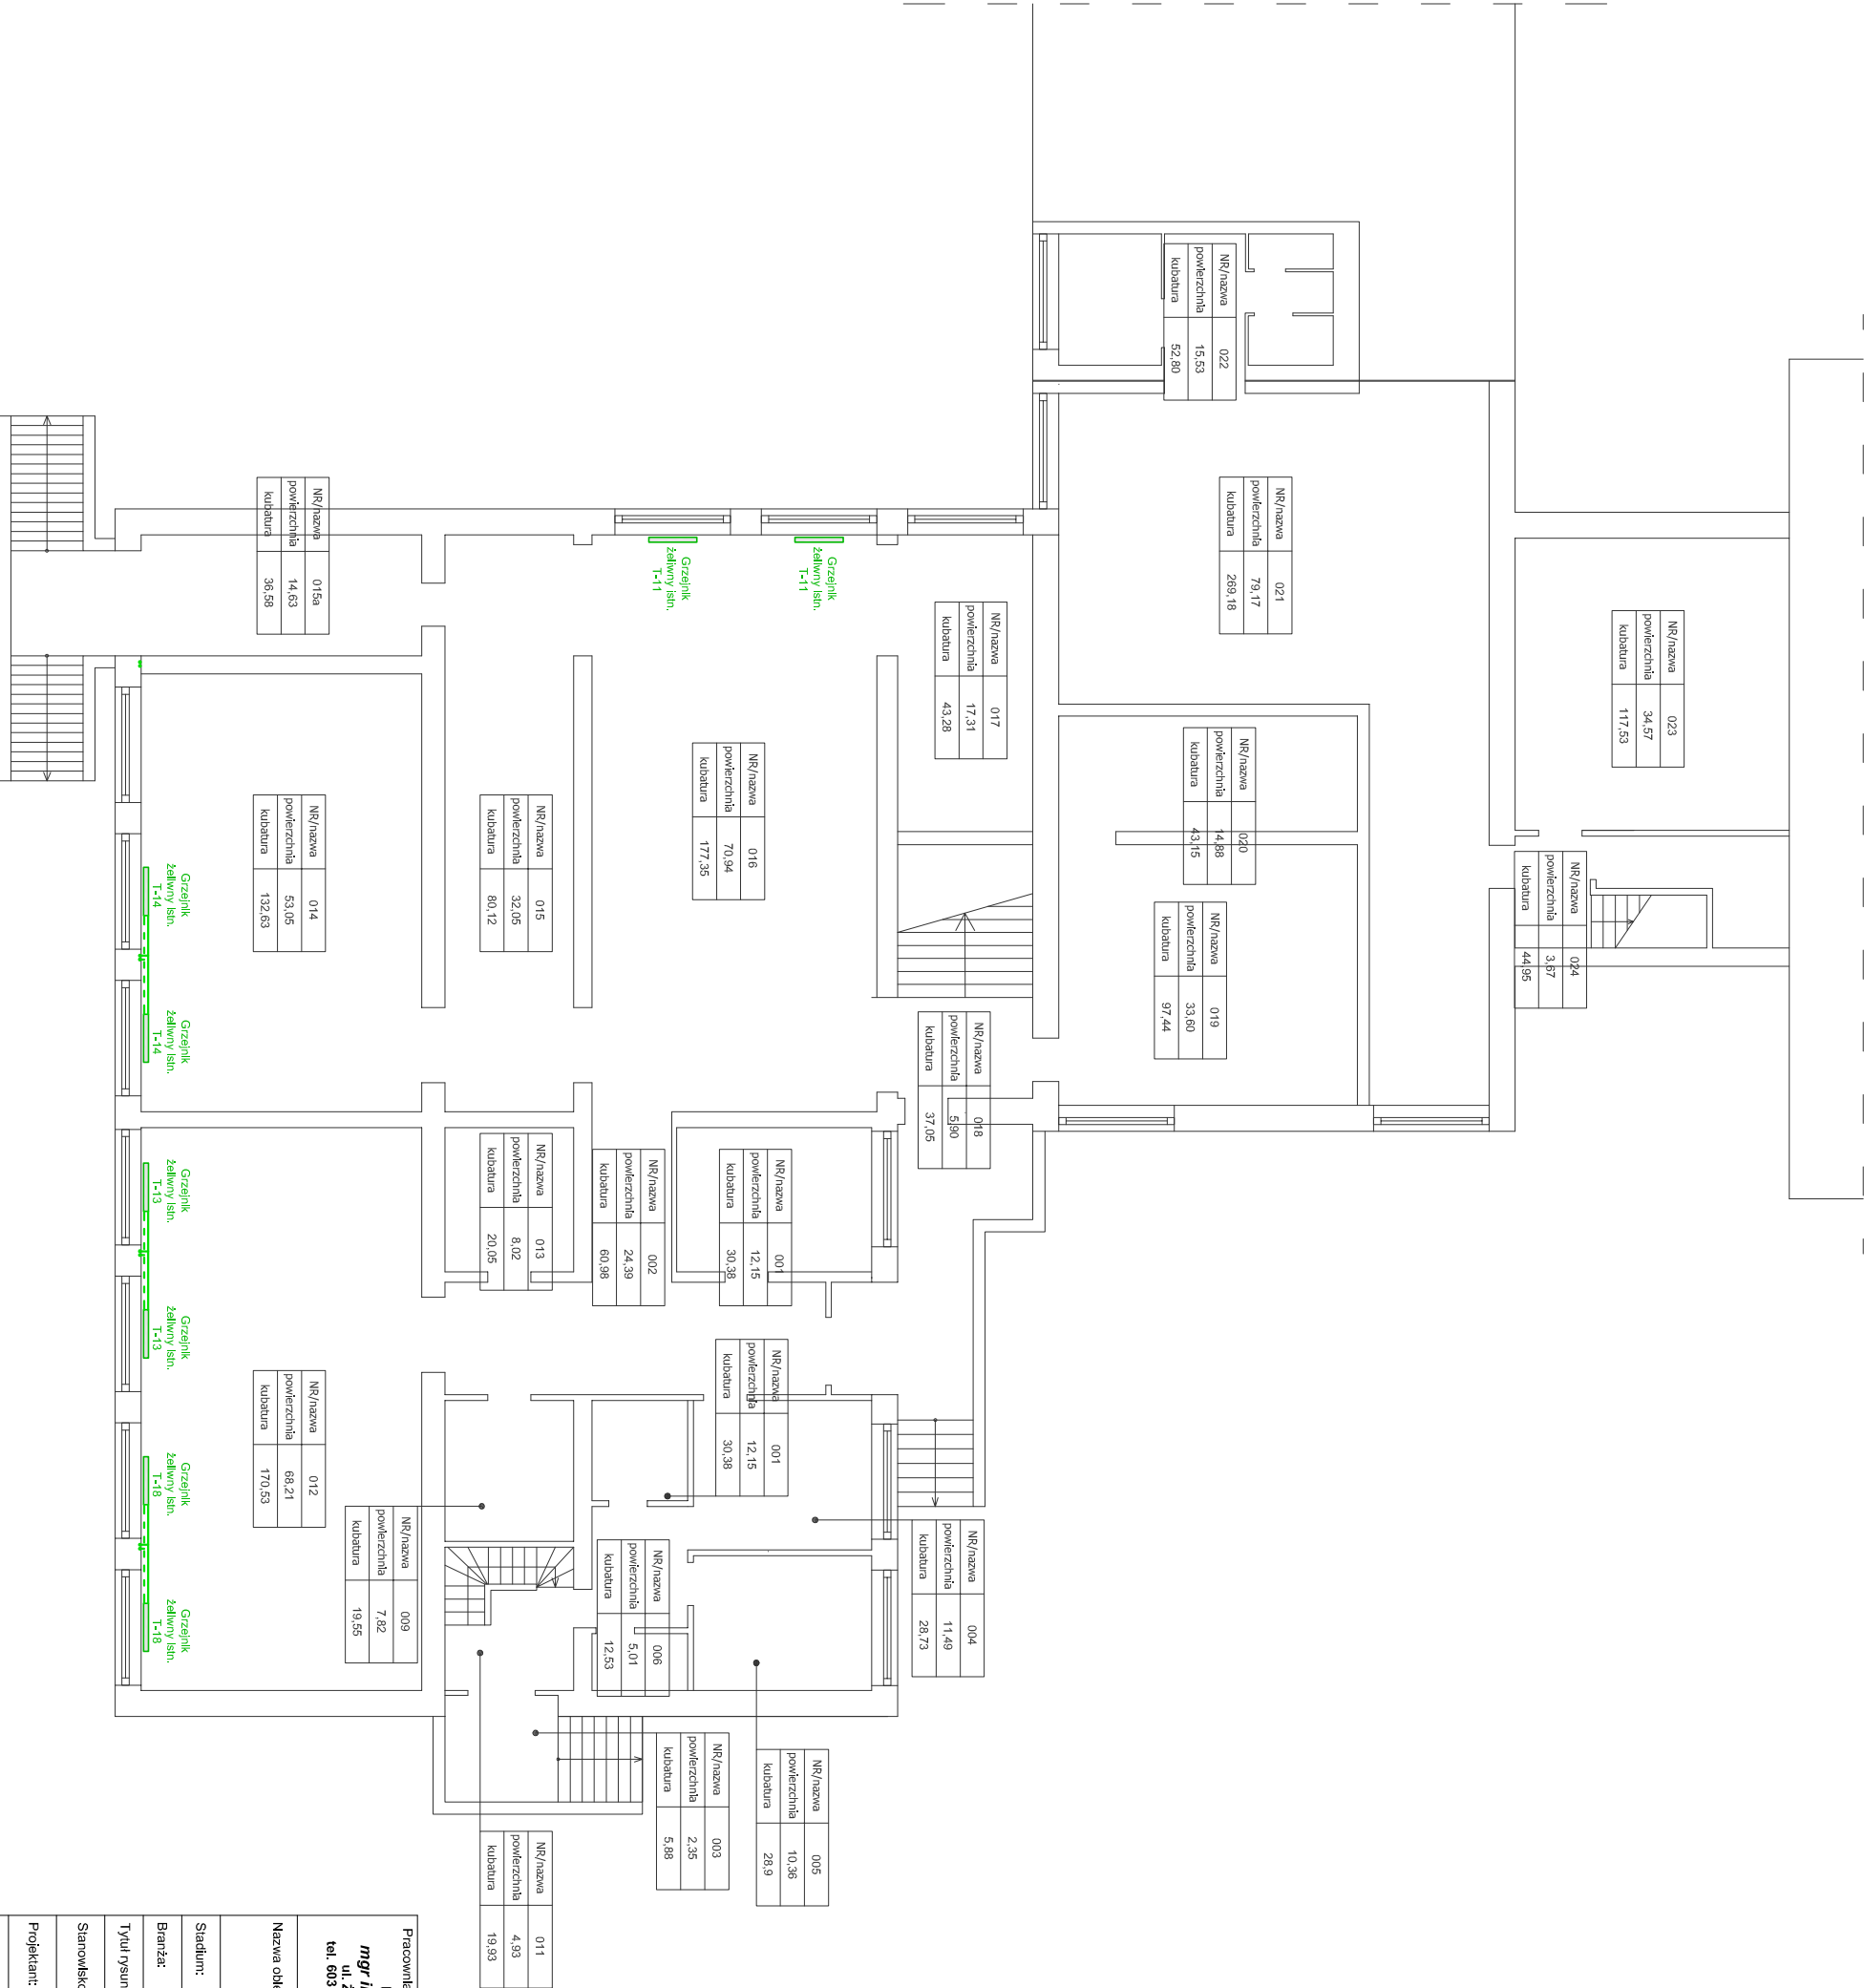 NR/nazwa 022
powierzchnia 15,53
kubatura 52,80
NR/nazwa 021
powierzchnia 79,17
kubatura 269,18
NR/nazwa 023
powierzchnia 34,57
kubatura 117,53
NR/nazwa 024
powierzchnia 3,67
kubatura 44,95
NR/nazwa 020
powierzchnia 14,88
kubatura 43,15
NR/nazwa 019
powierzchnia 33,60
kubatura 97,44
NR/nazwa 017
powierzchnia 17,31
kubatura 43,28
NR/nazwa 018
powierzchnia 5,90
kubatura 37,05
NR/nazwa 015a
powierzchnia 14,63
kubatura 36,58
Grzejnik
żeliwny istn.
T-11
Grzejnik
żeliwny istn.
T-11
NR/nazwa 016
powierzchnia 70,94
kubatura 177,35
NR/nazwa 015
powierzchnia 32,05
kubatura 80,12
NR/nazwa 014
powierzchnia 53,05
kubatura 132,63
Grzejnik
żeliwny istn.
T-14
Grzejnik
żeliwny istn.
T-14
NR/nazwa 013
powierzchnia 8,02
kubatura 20,05
NR/nazwa 002
powierzchnia 24,39
kubatura 60,98
NR/nazwa 001
powierzchnia 12,15
kubatura 30,38
NR/nazwa 001
powierzchnia 12,15
kubatura 30,38
Grzejnik
żeliwny istn.
T-13
Grzejnik
żeliwny istn.
T-13
NR/nazwa 012
powierzchnia 68,21
kubatura 170,53
Grzejnik
żeliwny istn.
T-18
Grzejnik
żeliwny istn.
T-18
NR/nazwa 009
powierzchnia 7,82
kubatura 19,55
NR/nazwa 006
powierzchnia 5,01
kubatura 12,53
NR/nazwa 004
powierzchnia 11,49
kubatura 28,73
NR/nazwa 003
powierzchnia 2,35
kubatura 5,88
NR/nazwa 005
powierzchnia 10,36
kubatura 28,9
NR/nazwa 011
powierzchnia 4,93
kubatura 19,93
Pracownia
mgr i
ul.
tel. 603
Nazwa
Stadium:
Branża:
Tytuł
Projektant: